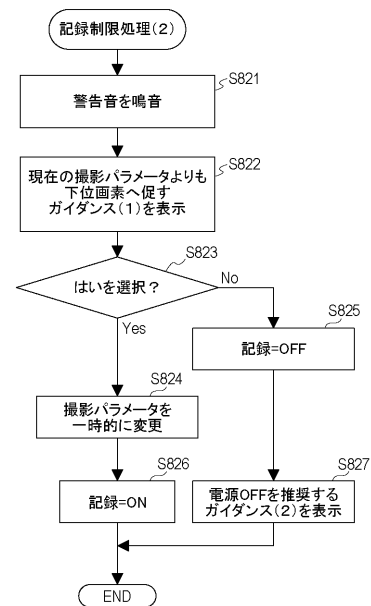 記録制限処理(2)
S821
警告音を鳴音
S822
現在の撮影パラメータよりも
下位画素へ促す
ガイダンス(1)を表示
S823
はいを選択?
No
Yes
S825
記録=OFF
S824
撮影パラメータを
一時的に変更
S826
記録=ON
S827
電源OFFを推奨する
ガイダンス(2)を表示
END